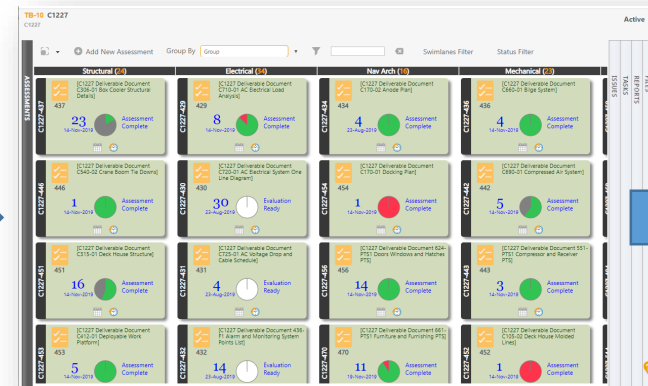 TB-10 C1227
C1227
Active
Add New Assessment Group By Group Swimlanes Filter Status Filter
ASSESSMENTS
ISSUES
TASKS
REPORTS
FILES
Structural (24)
Electrical (34)
Nav Arch (16)
Mechanical (23)
C1227-437
[C1227 Deliverable Document
C306-01 Box Cooler Structural
Details]
437
23
14-Nov-2019
Assessment
Complete
C1227-429
[C1227 Deliverable Document
C710-01 AC Electrical Load
Analysis]
429
8
14-Nov-2019
Assessment
Complete
C1227-434
[C1227 Deliverable Document
C170-02 Anode Plan]
434
4
23-Aug-2019
Assessment
Complete
C1227-436
[C1227 Deliverable Document
C660-01 Bilge System]
436
4
14-Nov-2019
Assessment
Complete
C1227-446
[C1227 Deliverable Document
C540-02 Crane Boom Tie Downs]
446
1
14-Nov-2019
Assessment
Complete
C1227-430
[C1227 Deliverable Document
C720-01 AC Electrical System One
Line Diagram]
430
30
23-Aug-2019
Evaluation
Ready
C1227-454
[C1227 Deliverable Document
C170-01 Docking Plan]
454
1
14-Nov-2019
Assessment
Complete
C1227-442
[C1227 Deliverable Document
C690-01 Compressed Air System]
442
5
14-Nov-2019
Assessment
Complete
C1227-451
[C1227 Deliverable Document
C315-01 Deck House Structure]
451
16
14-Nov-2019
Assessment
Complete
C1227-431
[C1227 Deliverable Document
C725-01 AC Voltage Drop and
Cable Schedule]
431
4
23-Aug-2019
Evaluation
Ready
C1227-456
[C1227 Deliverable Document 624-
PTS1 Doors Windows and Hatches
PTS]
456
14
14-Nov-2019
Assessment
Complete
C1227-443
[C1227 Deliverable Document 551-
PTS1 Compressor and Receiver
PTS]
443
3
14-Nov-2019
Assessment
Complete
C1227-453
[C1227 Deliverable Document
C412-01 Deployable Work
Platform]
453
5
14-Nov-2019
Assessment
Complete
C1227-432
[C1227 Deliverable Document 436-
P1 Alarm and Monitoring System
Points List]
432
14
23-Aug-2019
Evaluation
Ready
C1227-470
[C1227 Deliverable Document 661-
PTS1 Furniture and Furnishing PTS]
470
11
18-Nov-2019
Assessment
Complete
C1227-452
[C1227 Deliverable Document
C105-02 Deck House Molded
Lines]
452
1
14-Nov-2019
Assessment
Complete